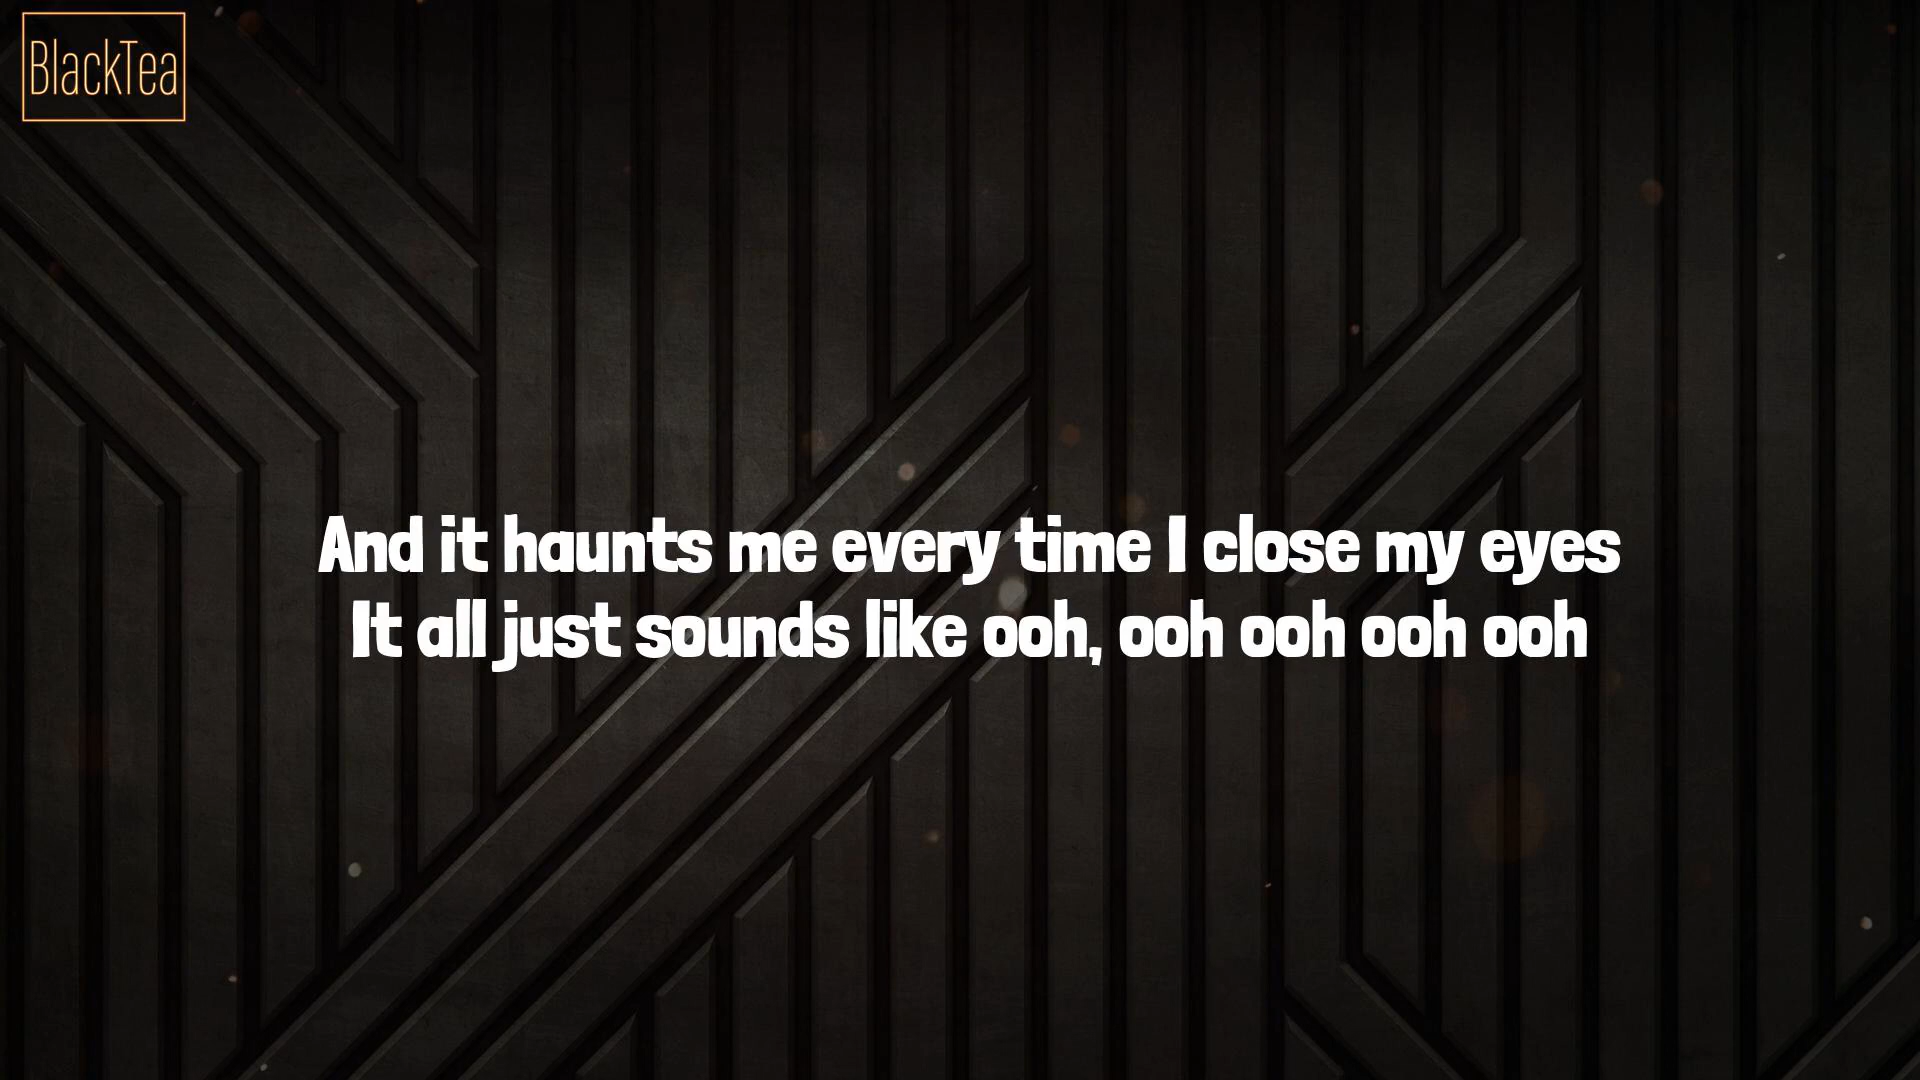 BlackTea
And it haunts me every time I close my eyes
It all just sounds like ooh, ooh ooh ooh ooh